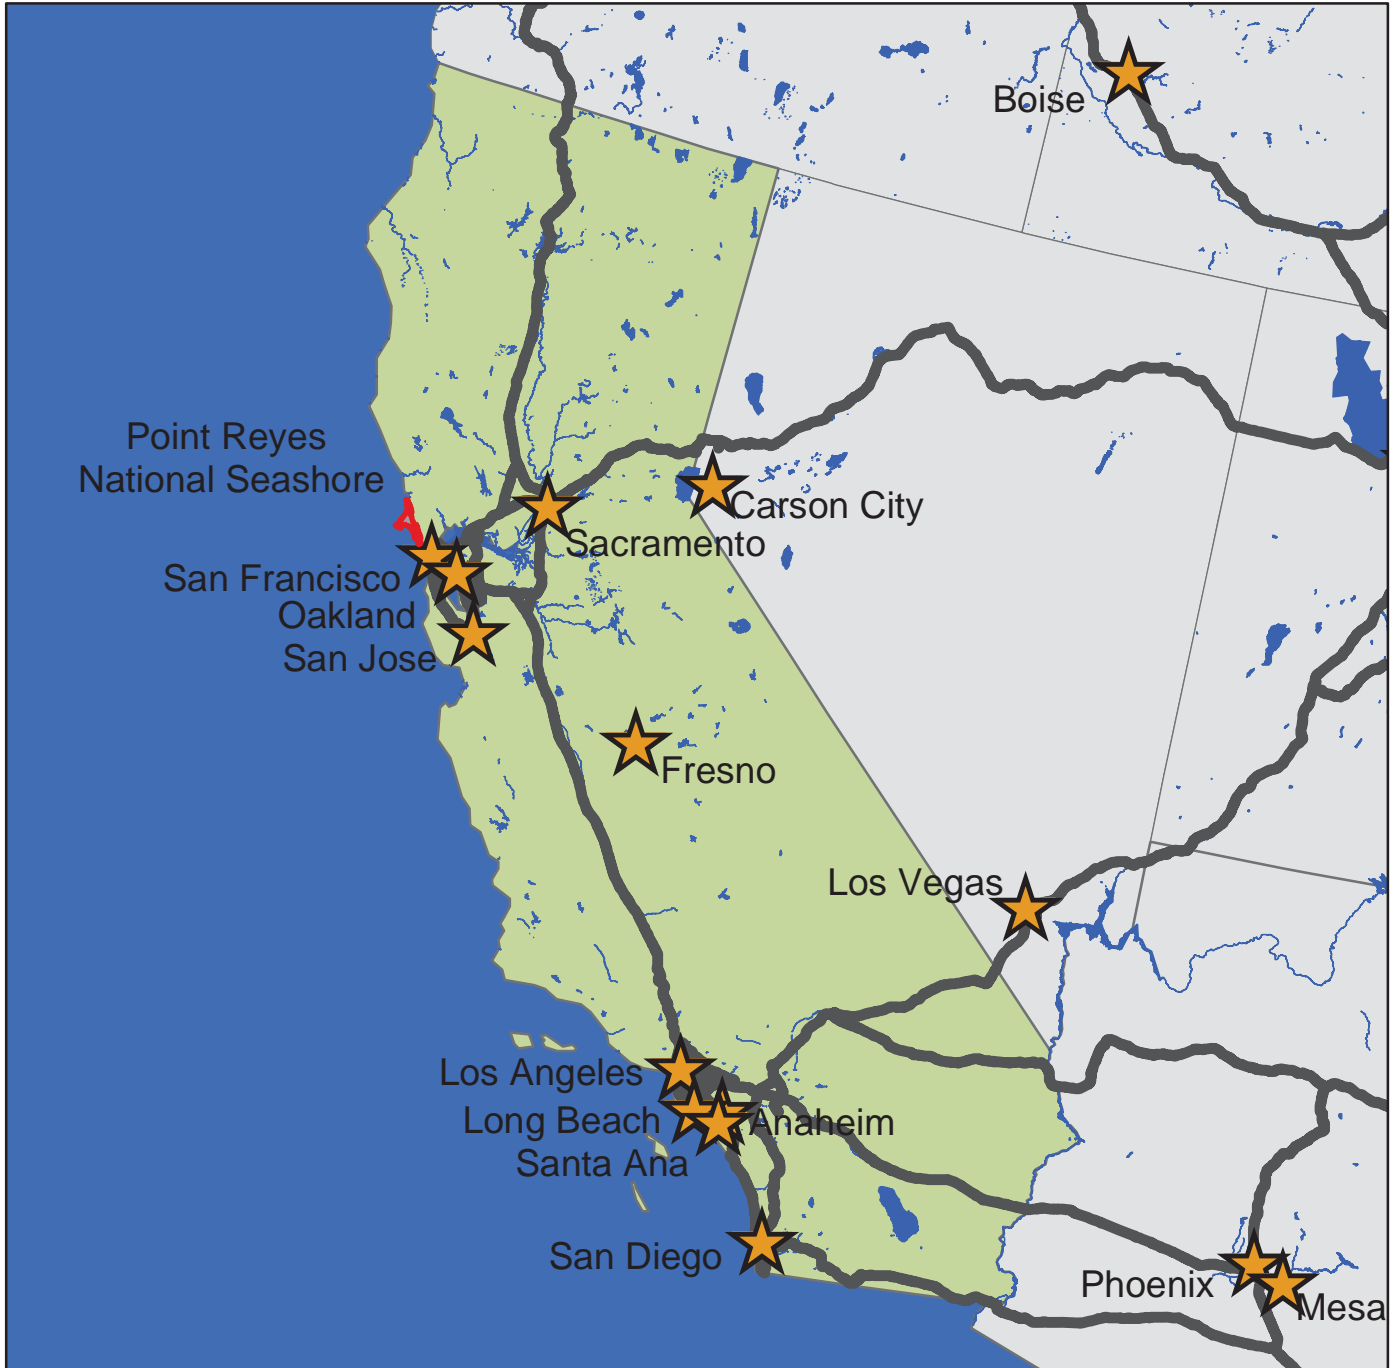 Boise
Point Reyes
National Seashore
Carson City
Sacramento
San Francisco
Oakland
San Jose
Fresno
Los Vegas
Los Angeles
Long Beach
Anaheim
Santa Ana
San Diego
Phoenix
Mesa